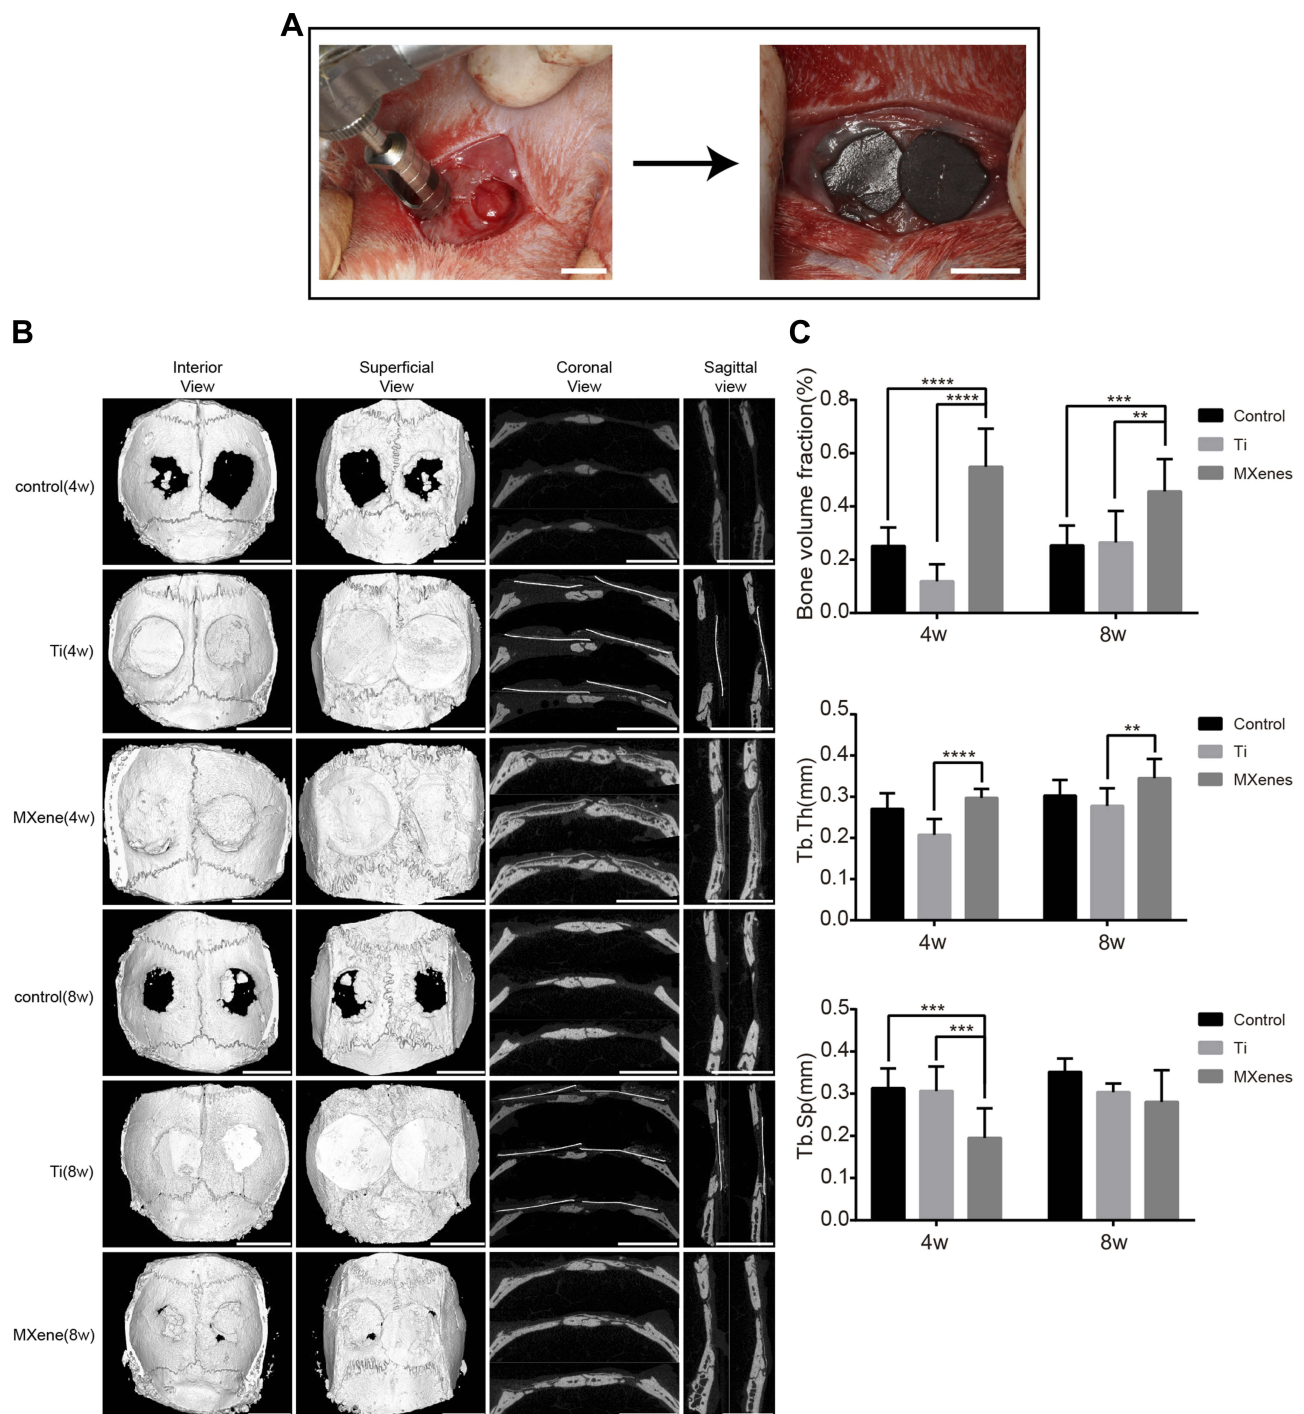 A
B
Interior
View
Superficial
View
Coronal
View
Sagittal
view
control(4w)
Ti(4w)
MXene(4w)
control(8w)
Ti(8w)
MXene(8w)
C
Bone volume fraction(%)
0.8
0.6
0.4
0.2
0.0
****
****
***
**
4w
8w
Control
Ti
MXenes
Tb.Th(mm)
0.5
0.4
0.3
0.2
0.1
0.0
****
**
4w
8w
Control
Ti
MXenes
Tb.Sp(mm)
0.5
0.4
0.3
0.2
0.1
0.0
***
***
4w
8w
Control
Ti
MXenes